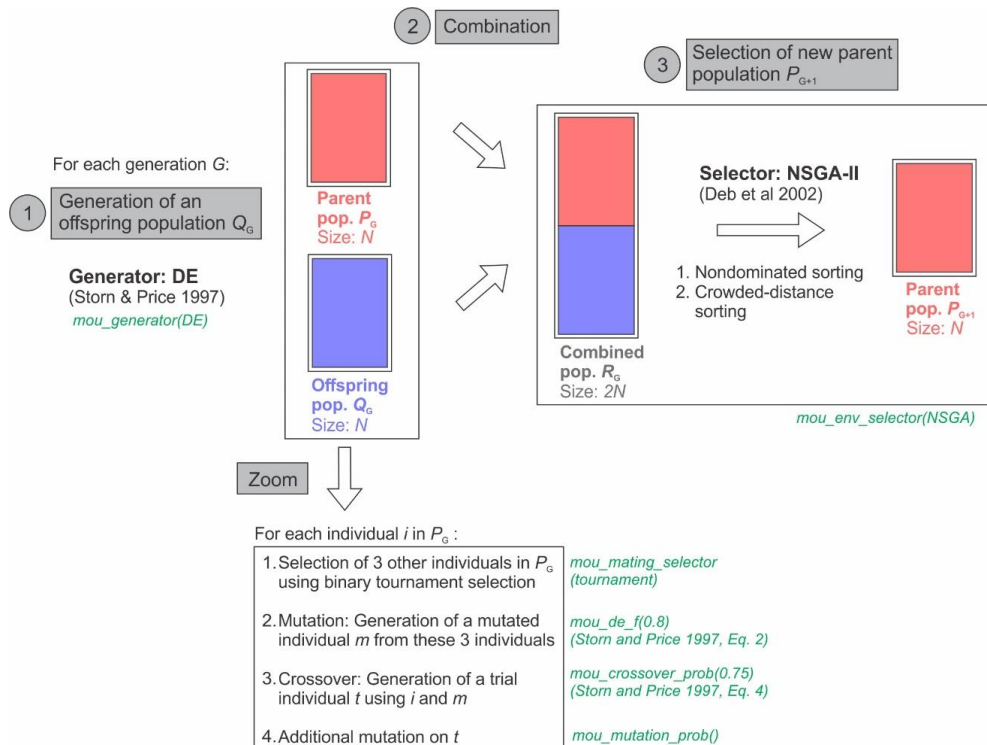 2
Combination
3
Selection of new parent
population P_G+1
For each generation G:
1
Generation of an
offspring population Q_G
Generator: DE
(Storn & Price 1997)
mou_generator(DE)
Parent
pop. P_G
Size: N
Offspring
pop. Q_G
Size: N
Combined
pop. R_G
Size: 2N
Selector: NSGA-II
(Deb et al 2002)
1. Nondominated sorting
2. Crowded-distance
sorting
Parent
pop. P_G+1
Size: N
mou_env_selector(NSGA)
Zoom
For each individual i in P_G :
1. Selection of 3 other individuals in P_G
using binary tournament selection
mou_mating_selector
(tournament)
2. Mutation: Generation of a mutated
individual m from these 3 individuals
mou_de_f(0.8)
(Storn and Price 1997, Eq. 2)
3. Crossover: Generation of a trial
individual t using i and m
mou_crossover_prob(0.75)
(Storn and Price 1997, Eq. 4)
4. Additional mutation on t
mou_mutation_prob()